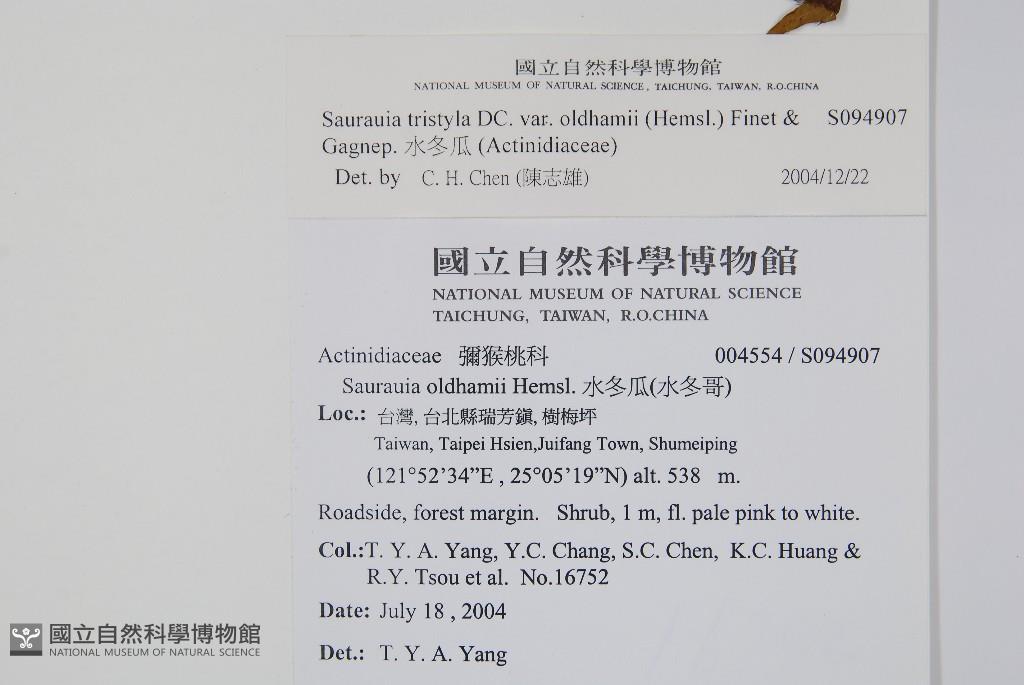 國立自然科學博物館
NATIONAL MUSEUM OF NATURAL SCIENCE, TAICHUNG, TAIWAN, R.O.CHINA
Saurauia tristyla DC. var. oldhamii (Hemsl.) Finet & S094907
Gagnep. 水冬瓜 (Actinidiaceae)
Det. by C. H. Chen (陳志雄) 2004/12/22
國立自然科學博物館
NATIONAL MUSEUM OF NATURAL SCIENCE
TAICHUNG, TAIWAN, R.O.CHINA
Actinidiaceae 獼猴桃科 004554 / S094907
Saurauia oldhamii Hemsl. 水冬瓜(水冬哥)
Loc.: 台灣, 台北縣瑞芳鎮, 樹梅坪
Taiwan, Taipei Hsien,Juifang Town, Shumeiping
(121°52’34”E , 25°05’19”N) alt. 538 m.
Roadside, forest margin. Shrub, 1 m, fl. pale pink to white.
Col.:T. Y. A. Yang, Y.C. Chang, S.C. Chen, K.C. Huang &
R.Y. Tsou et al. No.16752
Date: July 18 , 2004
Det.: T. Y. A. Yang
國立自然科學博物館
NATIONAL MUSEUM OF NATURAL SCIENCE